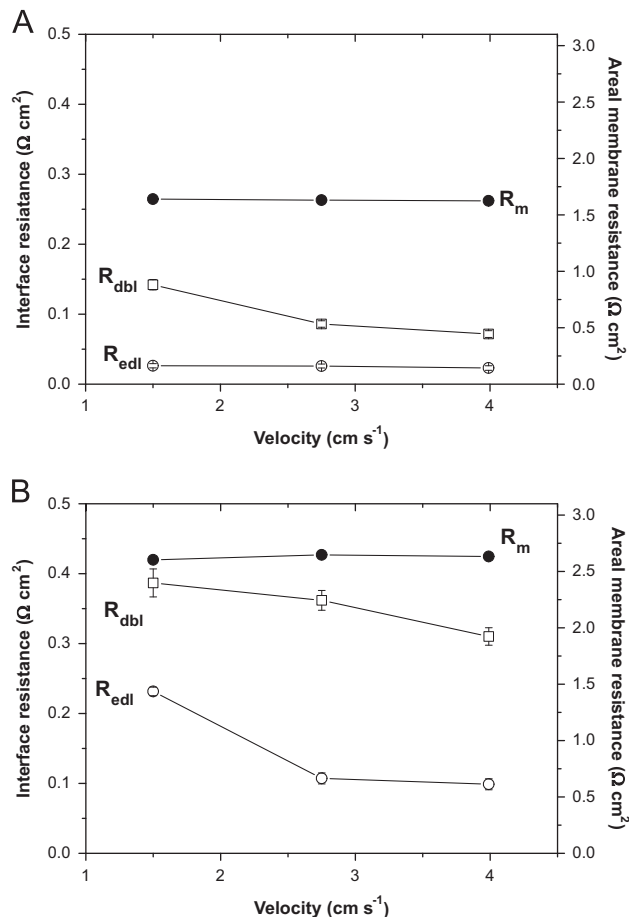 A
Interface resiatance (Ω cm²)
0.5
0.4
0.3
0.2
0.1
0.0
R_m
R_dbl
R_edl
3.0
2.5
2.0
1.5
1.0
0.5
0.0
Areal membrane resistance (Ω cm²)
1 2 3 4
Velocity (cm s⁻¹)
B
Interface resistance (Ω cm²)
0.5
0.4
0.3
0.2
0.1
0.0
R_m
R_dbl
R_edl
3.0
2.5
2.0
1.5
1.0
0.5
0.0
Areal membrane resistance (Ω cm²)
1 2 3 4
Velocity (cm s⁻¹)